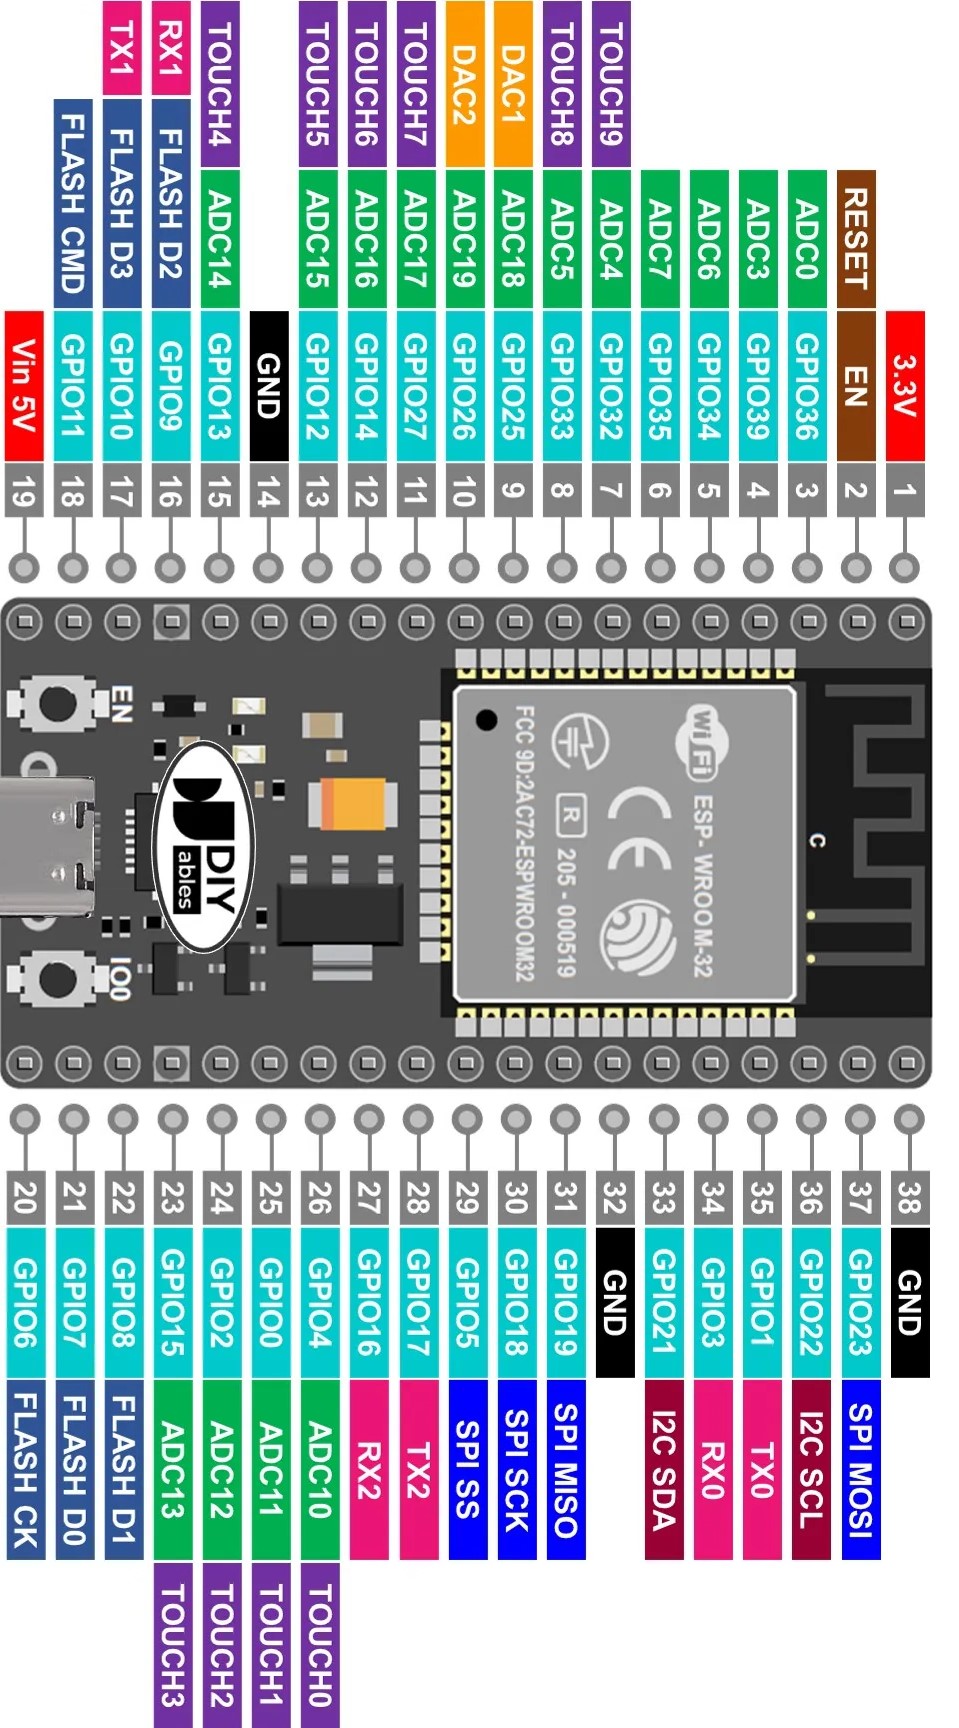 3.3V 1
RESET EN 2
ADC0 GPIO36 3
ADC3 GPIO39 4
ADC6 GPIO34 5
ADC7 GPIO35 6
TOUCH9 ADC4 GPIO32 7
TOUCH8 ADC5 GPIO33 8
DAC1 ADC18 GPIO25 9
DAC2 ADC19 GPIO26 10
TOUCH7 ADC17 GPIO27 11
TOUCH6 ADC16 GPIO14 12
TOUCH5 ADC15 GPIO12 13
GND 14
TOUCH4 ADC14 GPIO13 15
RX1 FLASH D2 GPIO9 16
TX1 FLASH D3 GPIO10 17
FLASH CMD GPIO11 18
Vin 5V 19
C
WiFi ESP- WROOM-32
CE
R 205 - 000519
FCC 9D:2AC72-ESPWROOM32
DIY
ables
EN
IO0
38 GND
37 GPIO23 SPI MOSI
36 GPIO22 I2C SCL
35 GPIO1 TX0
34 GPIO3 RX0
33 GPIO21 I2C SDA
32 GND
31 GPIO19 SPI MISO
30 GPIO18 SPI SCK
29 GPIO5 SPI SS
28 GPIO17 TX2
27 GPIO16 RX2
26 GPIO4 ADC10 TOUCH0
25 GPIO0 ADC11 TOUCH1
24 GPIO2 ADC12 TOUCH2
23 GPIO15 ADC13 TOUCH3
22 GPIO8 FLASH D1
21 GPIO7 FLASH D0
20 GPIO6 FLASH CK